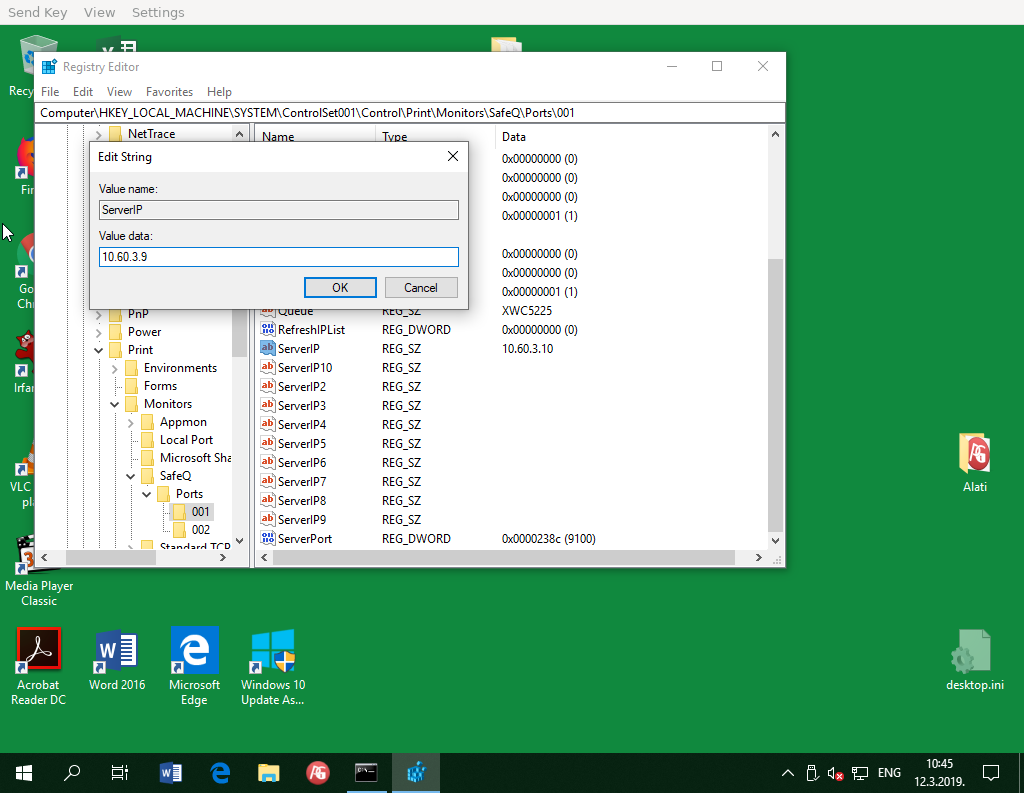 Send Key View Settings
Recy
Registry Editor
File Edit View Favorites Help
Computer\HKEY_LOCAL_MACHINE\SYSTEM\ControlSet001\Control\Print\Monitors\SafeQ\Ports\001
NetTrace
Name Type Data
Edit String
Value name:
ServerIP
Value data:
10.60.3.9
OK Cancel
0x00000000 (0)
0x00000000 (0)
0x00000000 (0)
0x00000001 (1)
0x00000000 (0)
0x00000000 (0)
0x00000001 (1)
PnP
Power
Print
Environments
Forms
Monitors
Appmon
Local Port
Microsoft Sha
SafeQ
Ports
001
002
Standard TCP
Queue REG_SZ XWC5225
RefreshIPList REG_DWORD 0x00000000 (0)
ServerIP REG_SZ 10.60.3.10
ServerIP10 REG_SZ
ServerIP2 REG_SZ
ServerIP3 REG_SZ
ServerIP4 REG_SZ
ServerIP5 REG_SZ
ServerIP6 REG_SZ
ServerIP7 REG_SZ
ServerIP8 REG_SZ
ServerIP9 REG_SZ
ServerPort REG_DWORD 0x0000238c (9100)
Fir
Go
Chr
Irfar
VLC
pla
Media Player
Classic
Acrobat
Reader DC
Word 2016
Microsoft
Edge
Windows 10
Update As...
Alati
desktop.ini
ENG
10:45
12.3.2019.